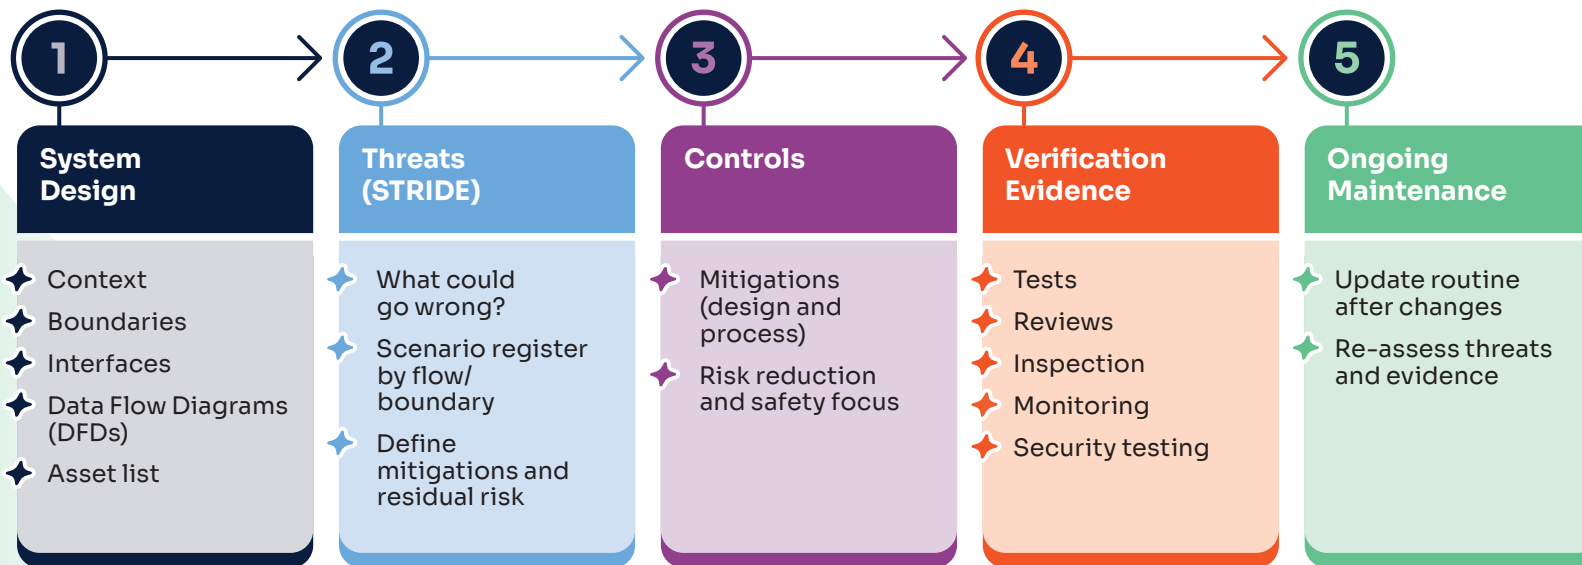 1
2
3
4
5
System
Design
Context
Boundaries
Interfaces
Data Flow Diagrams
(DFDs)
Asset list
Threats
(STRIDE)
What could
go wrong?
Scenario register
by flow/
boundary
Define
mitigations and
residual risk
Controls
Mitigations
(design and
process)
Risk reduction
and safety focus
Verification
Evidence
Tests
Reviews
Inspection
Monitoring
Security testing
Ongoing
Maintenance
Update routine
after changes
Re-assess threats
and evidence